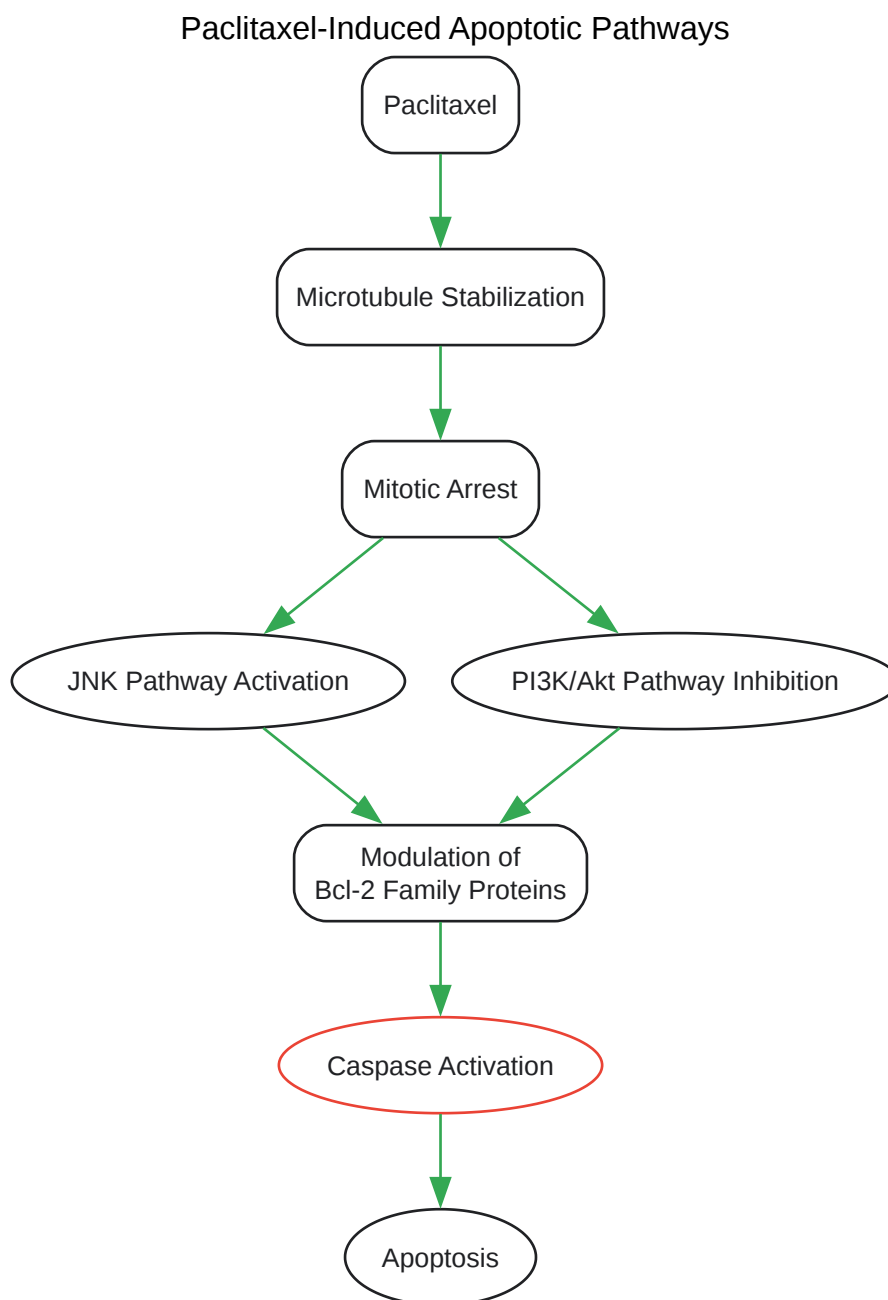 Paclitaxel-Induced Apoptotic Pathways
Paclitaxel
Microtubule Stabilization
Mitotic Arrest
JNK Pathway Activation
PI3K/Akt Pathway Inhibition
Modulation of
Bcl-2 Family Proteins
Caspase Activation
Apoptosis